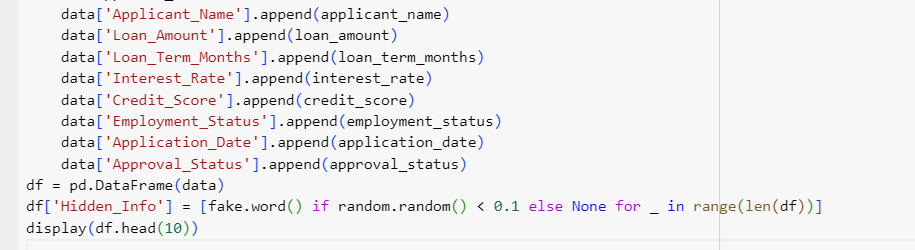 data['Applicant_Name'].append(applicant_name)
data['Loan_Amount'].append(loan_amount)
data['Loan_Term_Months'].append(loan_term_months)
data['Interest_Rate'].append(interest_rate)
data['Credit_Score'].append(credit_score)
data['Employment_Status'].append(employment_status)
data['Application_Date'].append(application_date)
data['Approval_Status'].append(approval_status)
df = pd.DataFrame(data)
df['Hidden_Info'] = [fake.word() if random.random() < 0.1 else None for _ in range(len(df))]
display(df.head(10))